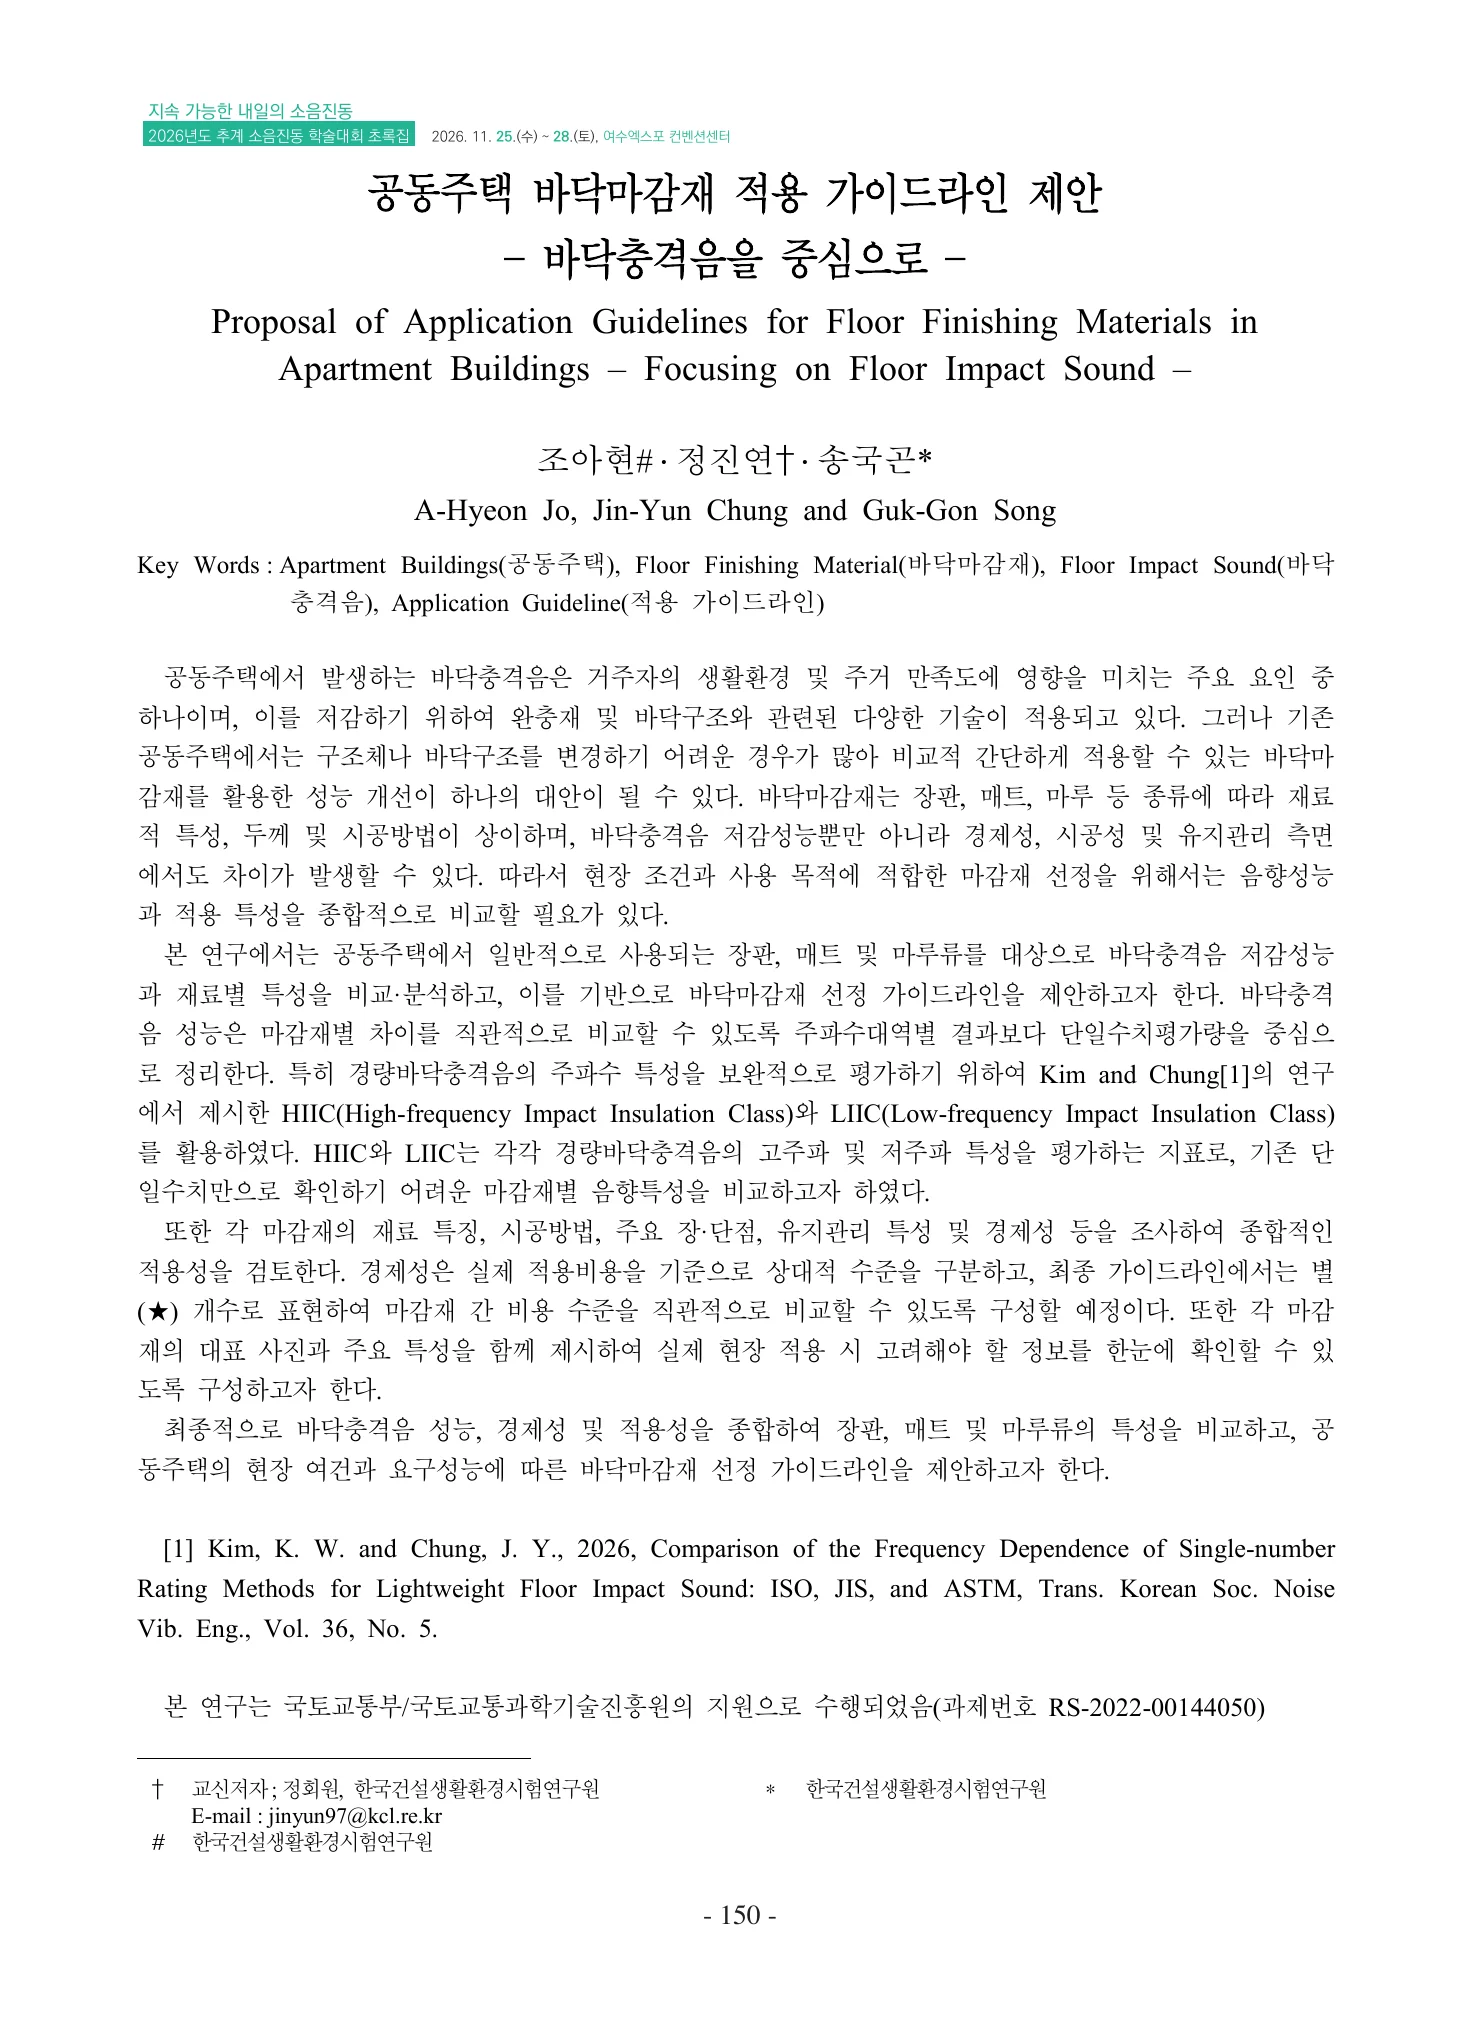 지속 가능한 내일의 소음진동
2026년도 추계 소음진동 학술대회 초록집 2026. 11. 25.(수) ~ 28.(토), 여수엑스포 컨벤션센터
공동주택 바닥마감재 적용 가이드라인 제안
– 바닥충격음을 중심으로 –
Proposal of Application Guidelines for Floor Finishing Materials in
Apartment Buildings – Focusing on Floor Impact Sound –
조아현#·정진연†·송국곤*
A-Hyeon Jo, Jin-Yun Chung and Guk-Gon Song
Key Words : Apartment Buildings(공동주택), Floor Finishing Material(바닥마감재), Floor Impact Sound(바닥
충격음), Application Guideline(적용 가이드라인)
공동주택에서 발생하는 바닥충격음은 거주자의 생활환경 및 주거 만족도에 영향을 미치는 주요 요인 중
하나이며, 이를 저감하기 위하여 완충재 및 바닥구조와 관련된 다양한 기술이 적용되고 있다. 그러나 기존
공동주택에서는 구조체나 바닥구조를 변경하기 어려운 경우가 많아 비교적 간단하게 적용할 수 있는 바닥마
감재를 활용한 성능 개선이 하나의 대안이 될 수 있다. 바닥마감재는 장판, 매트, 마루 등 종류에 따라 재료
적 특성, 두께 및 시공방법이 상이하며, 바닥충격음 저감성능뿐만 아니라 경제성, 시공성 및 유지관리 측면
에서도 차이가 발생할 수 있다. 따라서 현장 조건과 사용 목적에 적합한 마감재 선정을 위해서는 음향성능
과 적용 특성을 종합적으로 비교할 필요가 있다.
본 연구에서는 공동주택에서 일반적으로 사용되는 장판, 매트 및 마루류를 대상으로 바닥충격음 저감성능
과 재료별 특성을 비교·분석하고, 이를 기반으로 바닥마감재 선정 가이드라인을 제안하고자 한다. 바닥충격
음 성능은 마감재별 차이를 직관적으로 비교할 수 있도록 주파수대역별 결과보다 단일수치평가량을 중심으
로 정리한다. 특히 경량바닥충격음의 주파수 특성을 보완적으로 평가하기 위하여 Kim and Chung[1]의 연구
에서 제시한 HIIC(High-frequency Impact Insulation Class)와 LIIC(Low-frequency Impact Insulation Class)
를 활용하였다. HIIC와 LIIC는 각각 경량바닥충격음의 고주파 및 저주파 특성을 평가하는 지표로, 기존 단
일수치만으로 확인하기 어려운 마감재별 음향특성을 비교하고자 하였다.
또한 각 마감재의 재료 특징, 시공방법, 주요 장·단점, 유지관리 특성 및 경제성 등을 조사하여 종합적인
적용성을 검토한다. 경제성은 실제 적용비용을 기준으로 상대적 수준을 구분하고, 최종 가이드라인에서는 별
(★) 개수로 표현하여 마감재 간 비용 수준을 직관적으로 비교할 수 있도록 구성할 예정이다. 또한 각 마감
재의 대표 사진과 주요 특성을 함께 제시하여 실제 현장 적용 시 고려해야 할 정보를 한눈에 확인할 수 있
도록 구성하고자 한다.
최종적으로 바닥충격음 성능, 경제성 및 적용성을 종합하여 장판, 매트 및 마루류의 특성을 비교하고, 공
동주택의 현장 여건과 요구성능에 따른 바닥마감재 선정 가이드라인을 제안하고자 한다.
[1] Kim, K. W. and Chung, J. Y., 2026, Comparison of the Frequency Dependence of Single-number
Rating Methods for Lightweight Floor Impact Sound: ISO, JIS, and ASTM, Trans. Korean Soc. Noise
Vib. Eng., Vol. 36, No. 5.
본 연구는 국토교통부/국토교통과학기술진흥원의 지원으로 수행되었음(과제번호 RS-2022-00144050)
† 교신저자; 정회원, 한국건설생활환경시험연구원
E-mail : jinyun97@kcl.re.kr
# 한국건설생활환경시험연구원
* 한국건설생활환경시험연구원
- 150 -